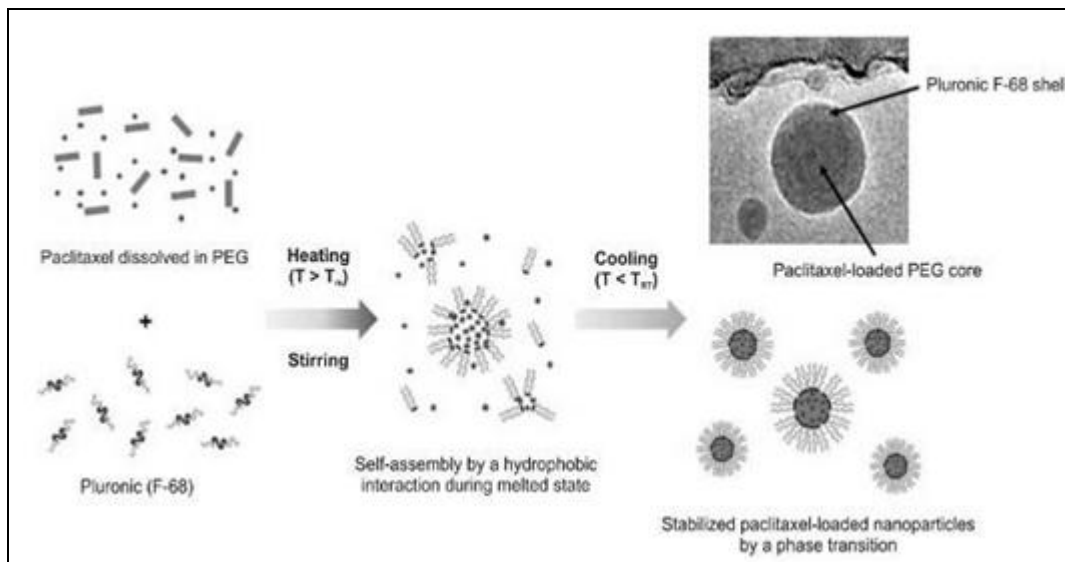 Pluronic F-68 shell
Paclitaxel-loaded PEG core
Paclitaxel dissolved in PEG
+
Pluronic (F-68)
Heating
(T > T
Stirring
Self-assembly by a hydrophobic
interaction during melted state
Cooling
(T < T
Stabilized paclitaxel-loaded nanoparticles
by a phase transition